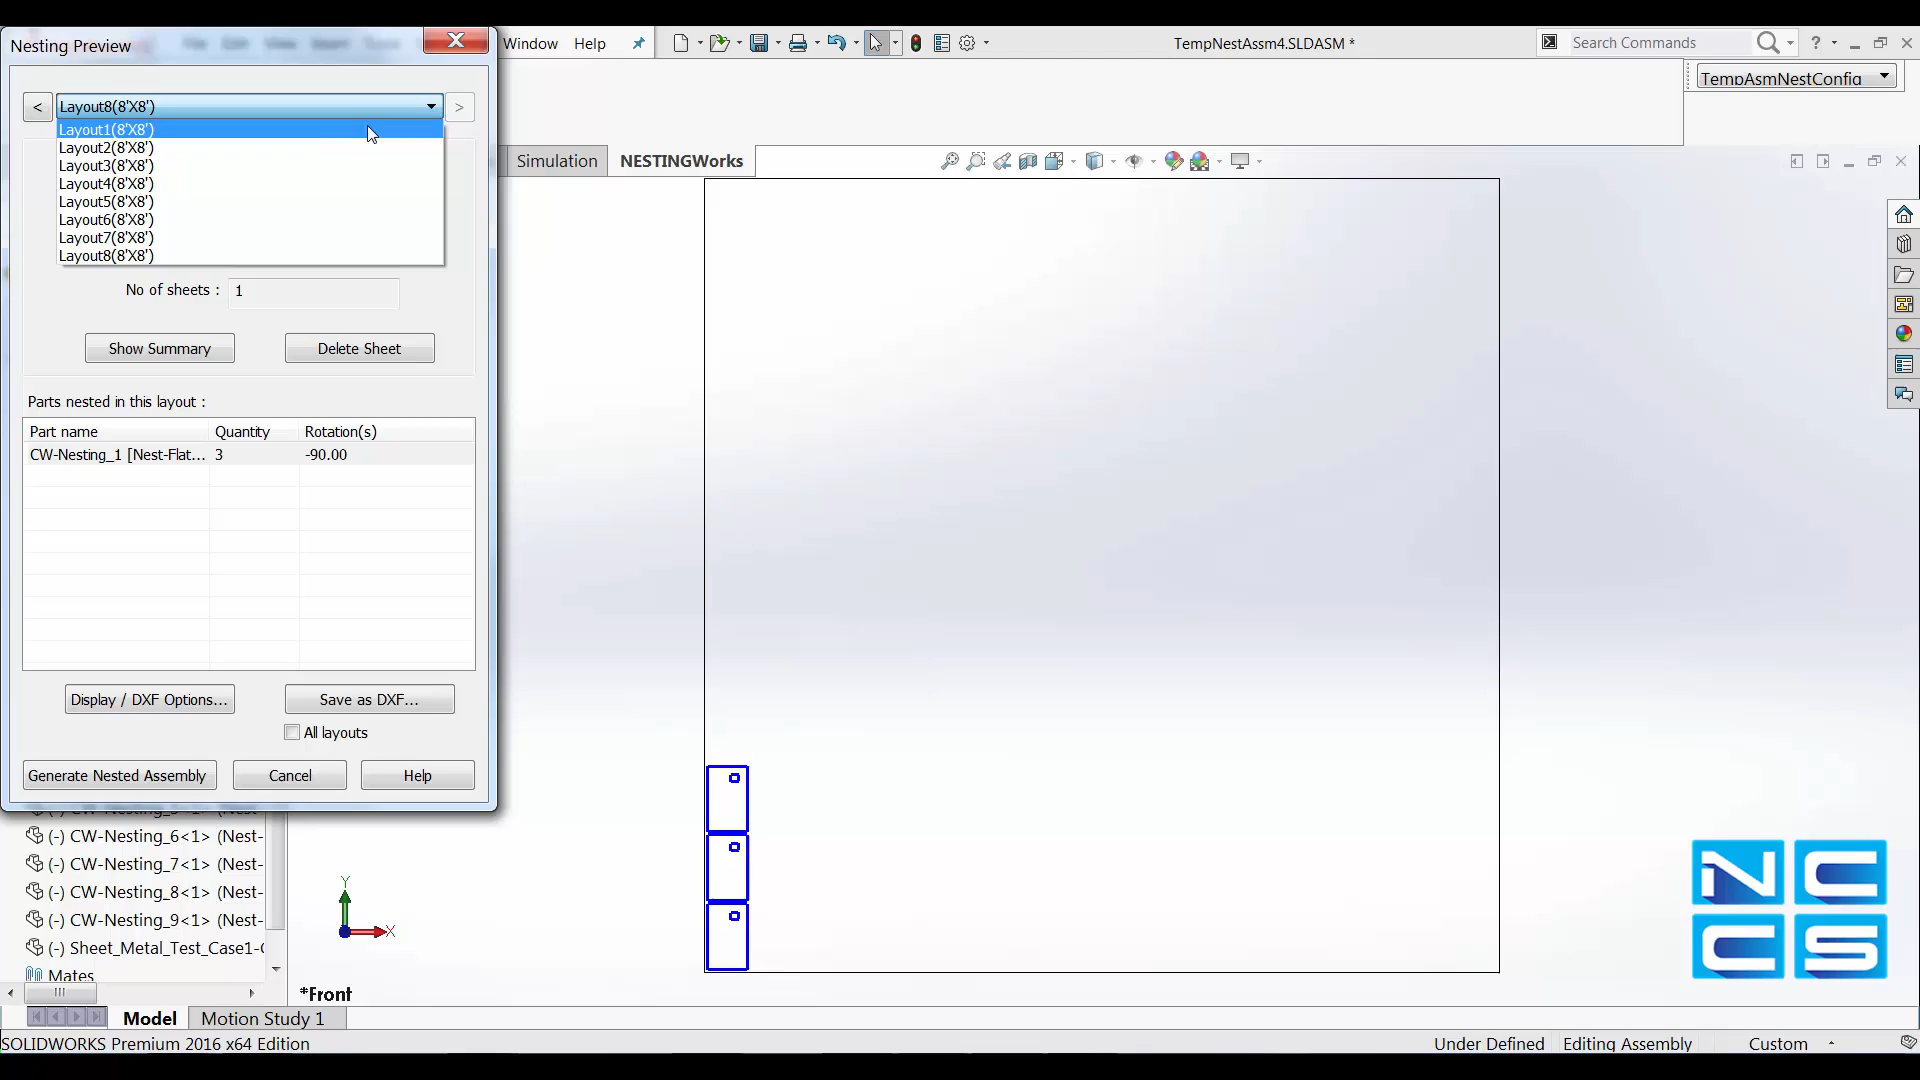 Nesting Preview
Window Help
TempNestAssm4.SLDASM *
Search Commands
?
TempAsmNestConfig
< Layout8(8'X8') >
Layout1(8'X8')
Layout2(8'X8')
Layout3(8'X8')
Layout4(8'X8')
Layout5(8'X8')
Layout6(8'X8')
Layout7(8'X8')
Layout8(8'X8')
Simulation NESTINGWorks
No of sheets : 1
Show Summary Delete Sheet
Parts nested in this layout :
Part name Quantity Rotation(s)
CW-Nesting_1 [Nest-Flat... 3 -90.00
Display / DXF Options... Save as DXF...
All layouts
Generate Nested Assembly Cancel Help
(-) CW-Nesting_6<1> (Nest-
(-) CW-Nesting_7<1> (Nest-
(-) CW-Nesting_8<1> (Nest-
(-) CW-Nesting_9<1> (Nest-
(-) Sheet_Metal_Test_Case1-
Mates
Y
X
*Front
NC
CS
Model Motion Study 1
SOLIDWORKS Premium 2016 x64 Edition
Under Defined Editing Assembly Custom